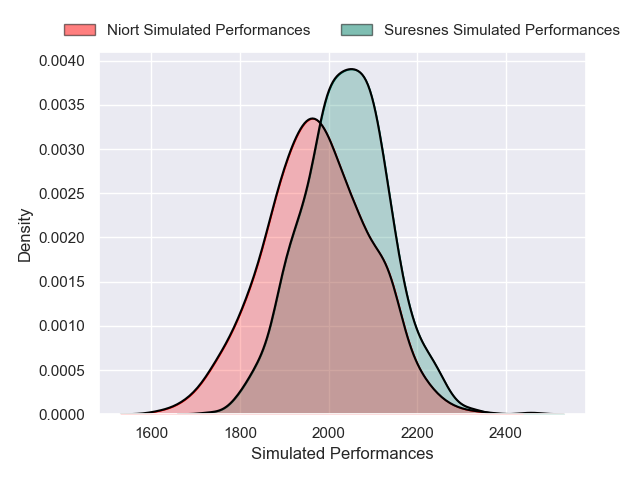 Niort Simulated Performances
Suresnes Simulated Performances
0.0040
0.0035
0.0030
0.0025
0.0020
0.0015
0.0010
0.0005
0.0000
Density
1600 1800 2000 2200 2400
Simulated Performances